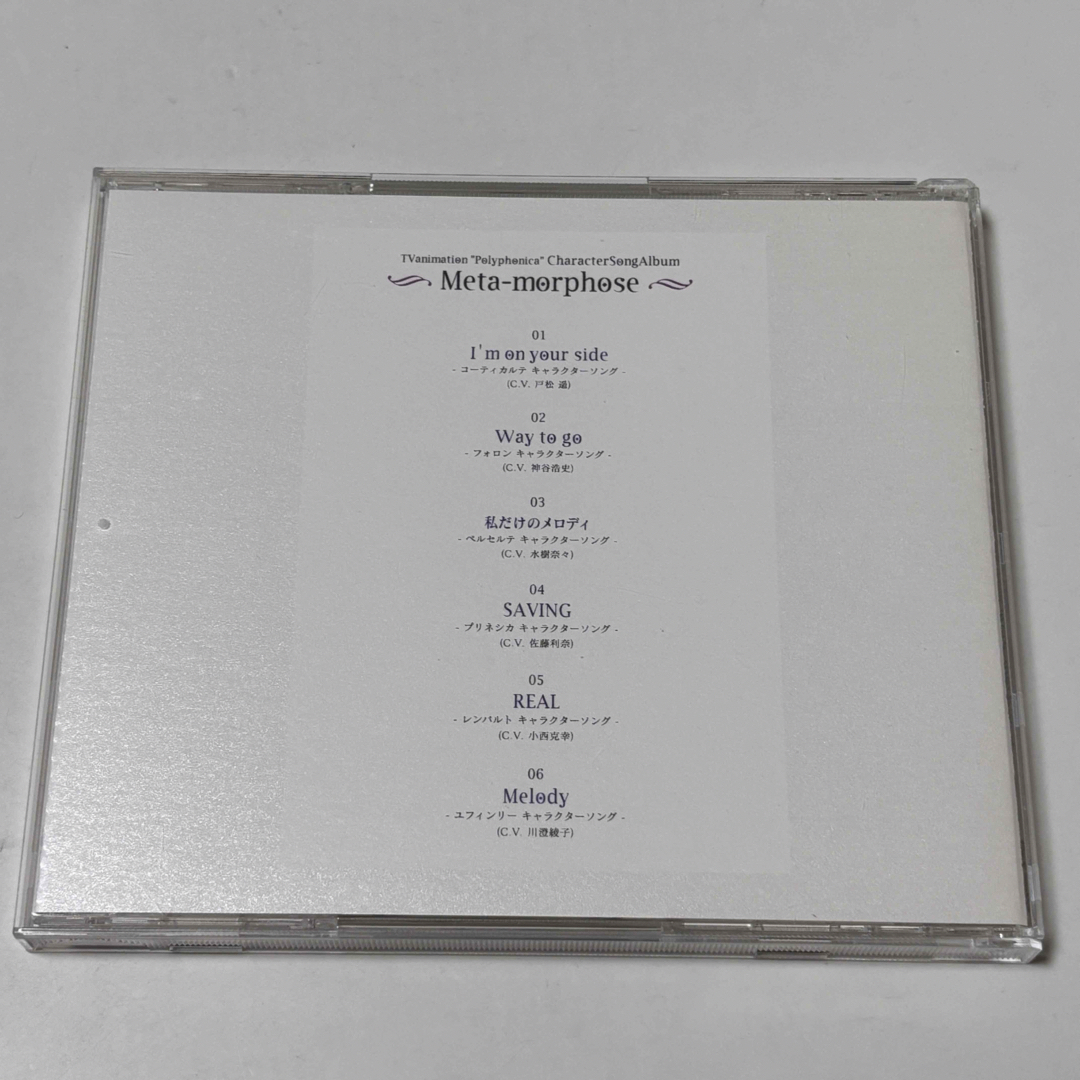 TVanimation "Polyphonica" CharacterSongAlbum
Meta-morphose
01
I'm on your side
- コーティカルテ キャラクターソング -
(C.V. 戸松 遥)
02
Way to go
- フォロン キャラクターソング -
(C.V. 神谷浩史)
03
私だけのメロディ
- ペルセルテ キャラクターソング -
(C.V. 水樹奈々)
04
SAVING
- プリネシカ キャラクターソング -
(C.V. 佐藤利奈)
05
REAL
- レンバルト キャラクターソング -
(C.V. 小西克幸)
06
Melody
- ユフィンリー キャラクターソング -
(C.V. 川澄綾子)